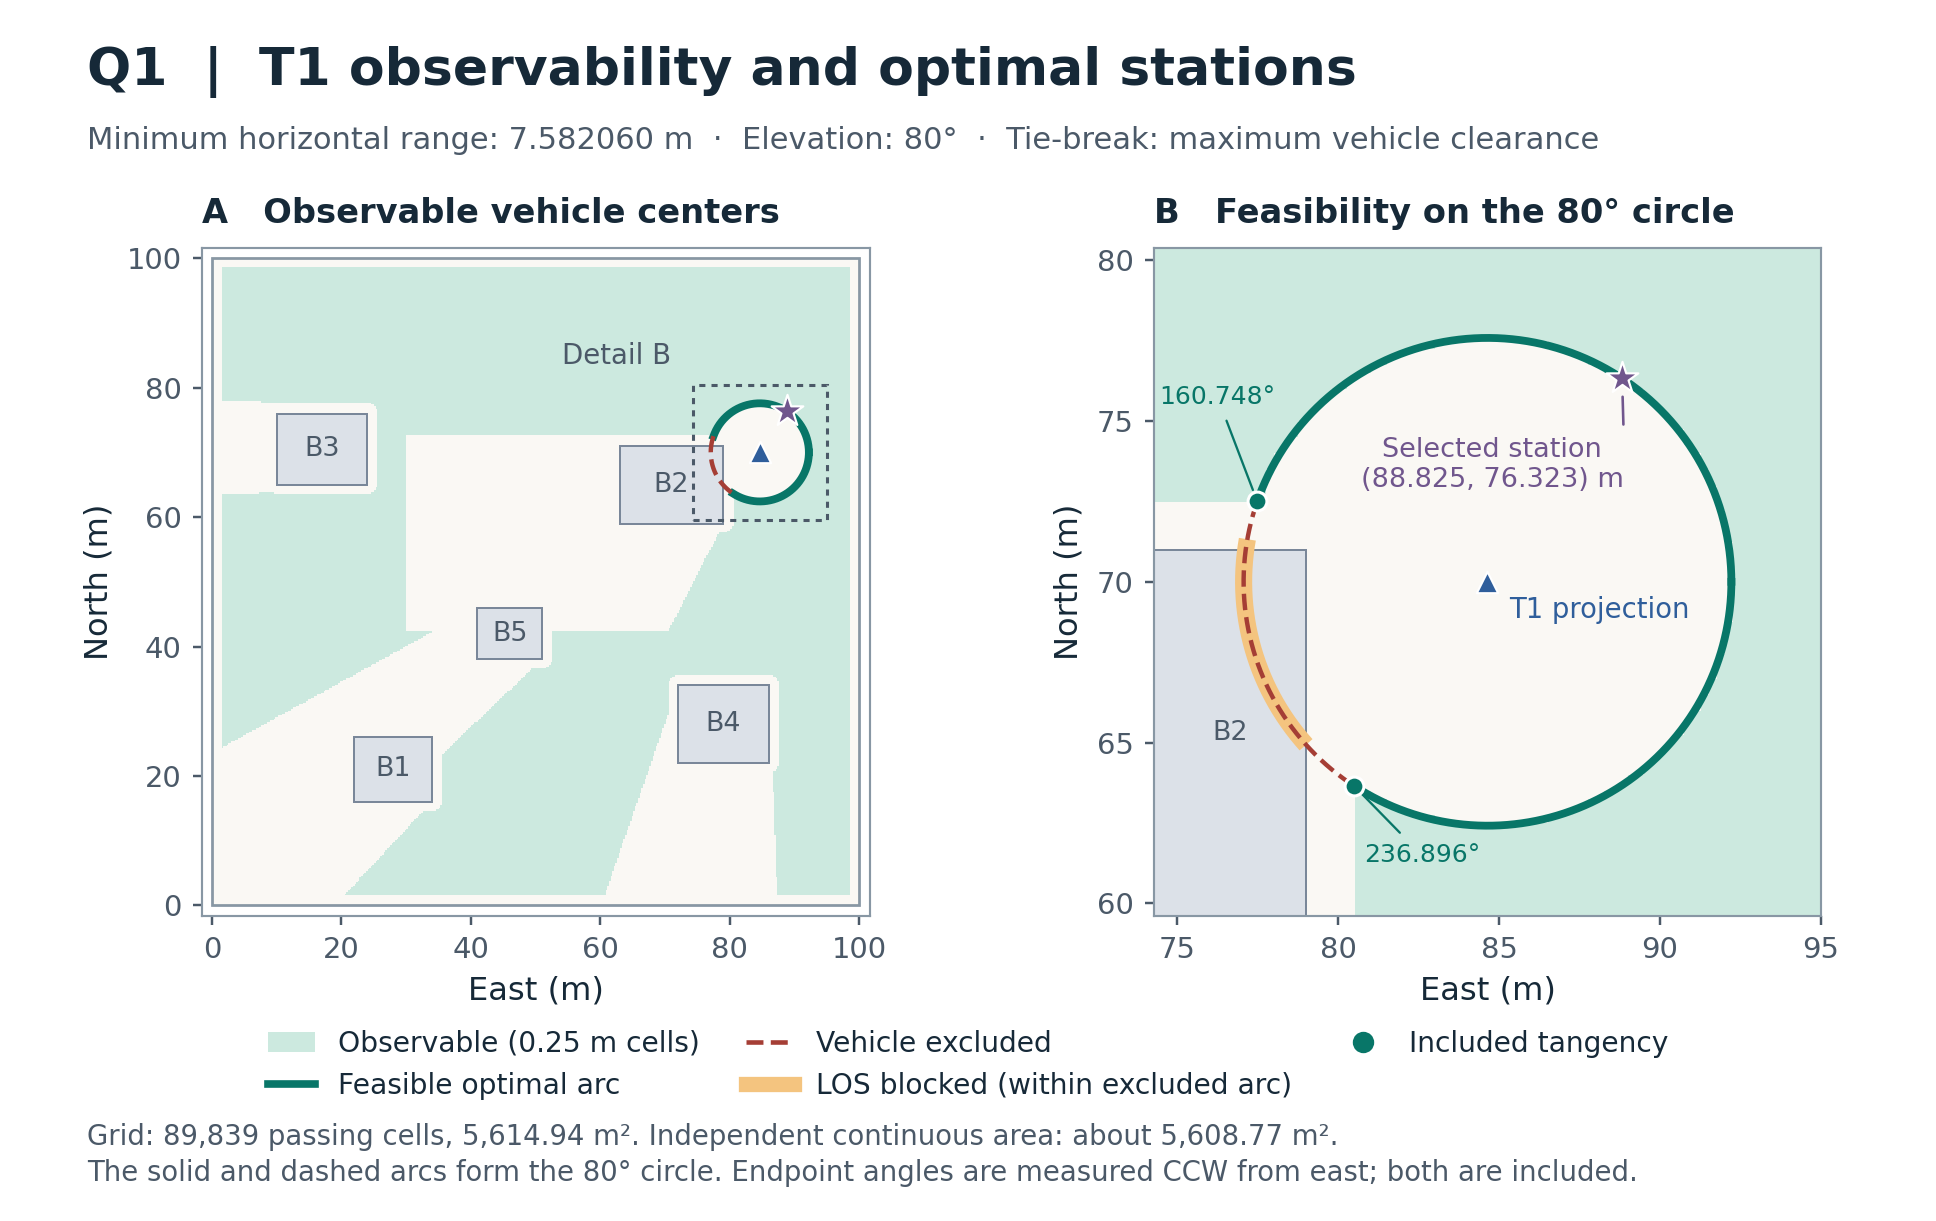 Q1 | T1 observability and optimal stations
Minimum horizontal range: 7.582060 m · Elevation: 80° · Tie-break: maximum vehicle clearance
A Observable vehicle centers
100
80
60
40
20
0
0 20 40 60 80 100
North (m)
East (m)
Detail B
B3
B2
B5
B4
B1
B Feasibility on the 80° circle
80
75
70
65
60
75 80 85 90 95
North (m)
East (m)
160.748°
Selected station
(88.825, 76.323) m
T1 projection
B2
236.896°
Observable (0.25 m cells)
Feasible optimal arc
Vehicle excluded
LOS blocked (within excluded arc)
Included tangency
Grid: 89,839 passing cells, 5,614.94 m². Independent continuous area: about 5,608.77 m².
The solid and dashed arcs form the 80° circle. Endpoint angles are measured CCW from east; both are included.